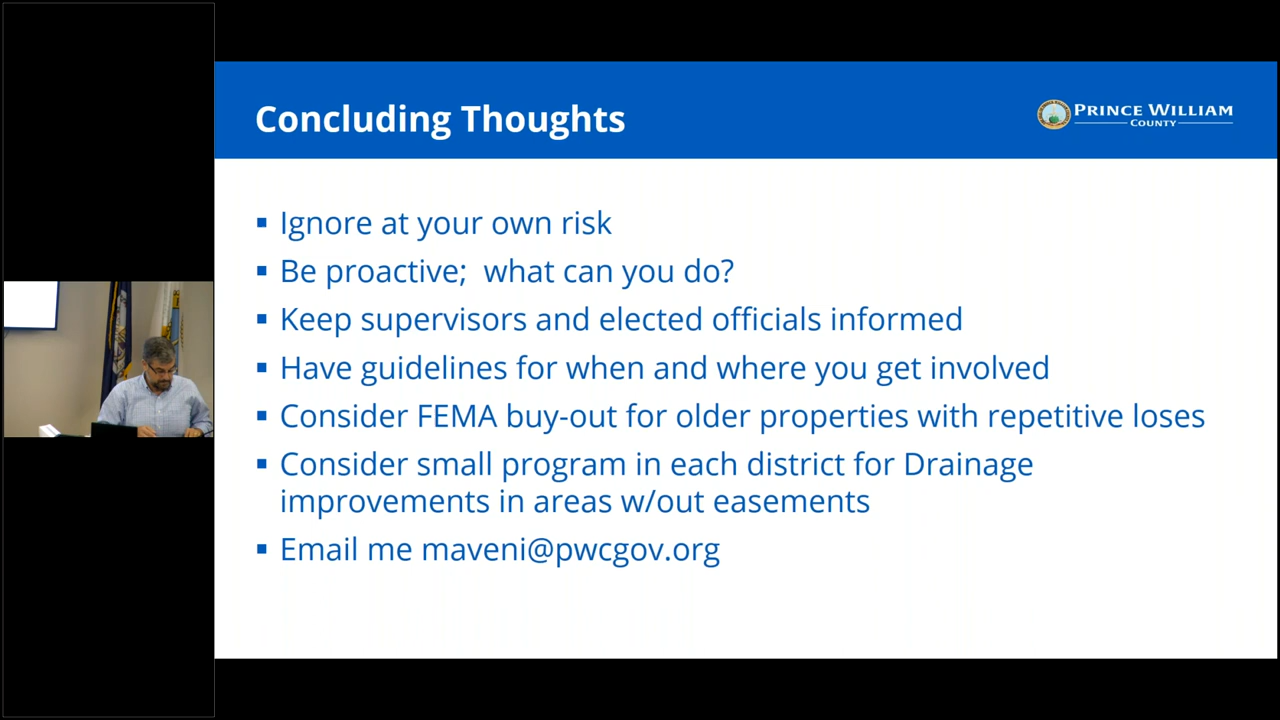 Concluding Thoughts
PRINCE WILLIAM
COUNTY
▪ Ignore at your own risk
▪ Be proactive;  what can you do?
▪ Keep supervisors and elected officials informed
▪ Have guidelines for when and where you get involved
▪ Consider FEMA buy-out for older properties with repetitive loses
▪ Consider small program in each district for Drainage
improvements in areas w/out easements
▪ Email me maveni@pwcgov.org